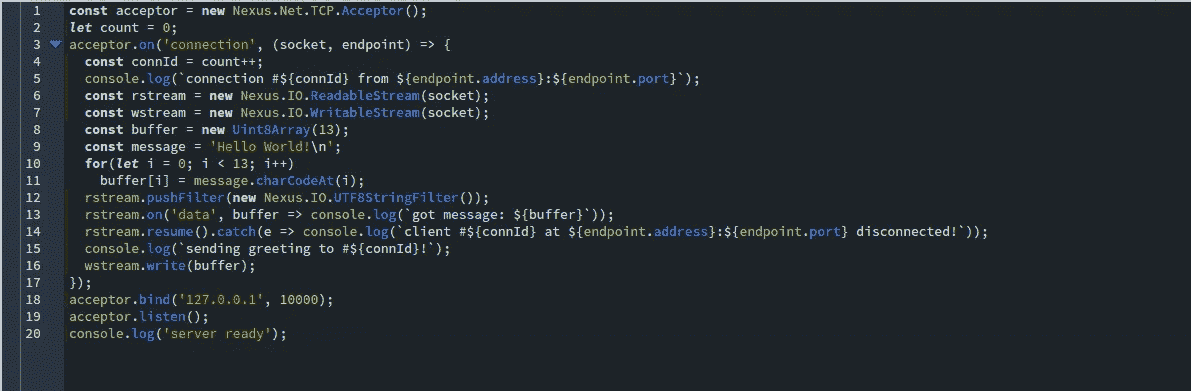 1 const acceptor = new Nexus.Net.TCP.Acceptor();
2 let count = 0;
3 acceptor.on('connection', (socket, endpoint) => {
4   const connId = count++;
5   console.log(`connection #${connId} from ${endpoint.address}:${endpoint.port}`);
6   const rstream = new Nexus.IO.ReadableStream(socket);
7   const wstream = new Nexus.IO.WritableStream(socket);
8   const buffer = new Uint8Array(13);
9   const message = 'Hello World!\n';
10   for(let i = 0; i < 13; i++)
11     buffer[i] = message.charCodeAt(i);
12   rstream.pushFilter(new Nexus.IO.UTF8StringFilter());
13   rstream.on('data', buffer => console.log(`got message: ${buffer}`));
14   rstream.resume().catch(e => console.log(`client #${connId} at ${endpoint.address}:${endpoint.port} disconnected!`));
15   console.log(`sending greeting to #${connId}!`);
16   wstream.write(buffer);
17 });
18 acceptor.bind('127.0.0.1', 10000);
19 acceptor.listen();
20 console.log('server ready');